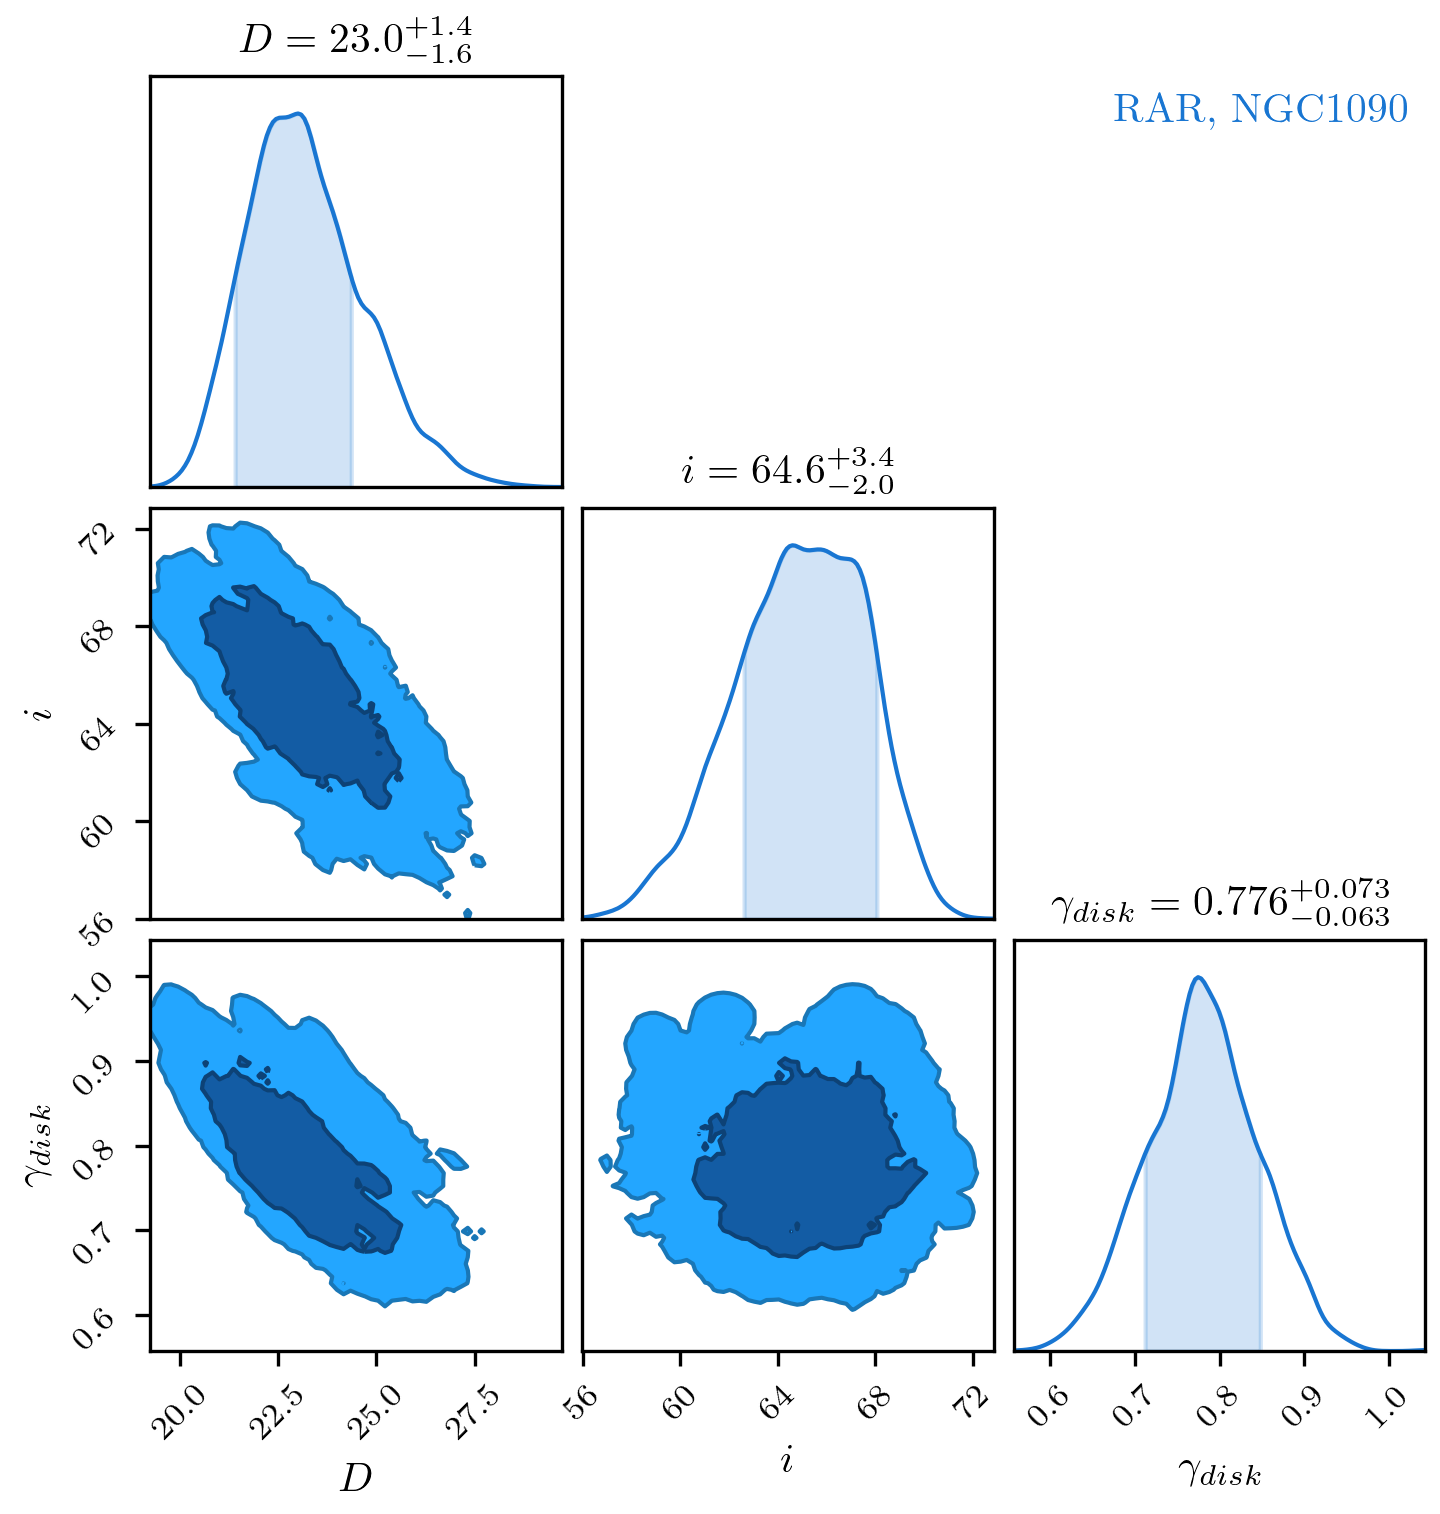 $D = 23.0^{+1.4}_{-1.6}$
RAR, NGC1090
$i = 64.6^{+3.4}_{-2.0}$
72
68
64
60
56
$i$
$\gamma_{disk} = 0.776^{+0.073}_{-0.063}$
1.0
0.9
0.8
0.7
0.6
$\gamma_{disk}$
20.0 22.5 25.0 27.5
56 60 64 68 72
0.6 0.7 0.8 0.9 1.0
$D$
$i$
$\gamma_{disk}$